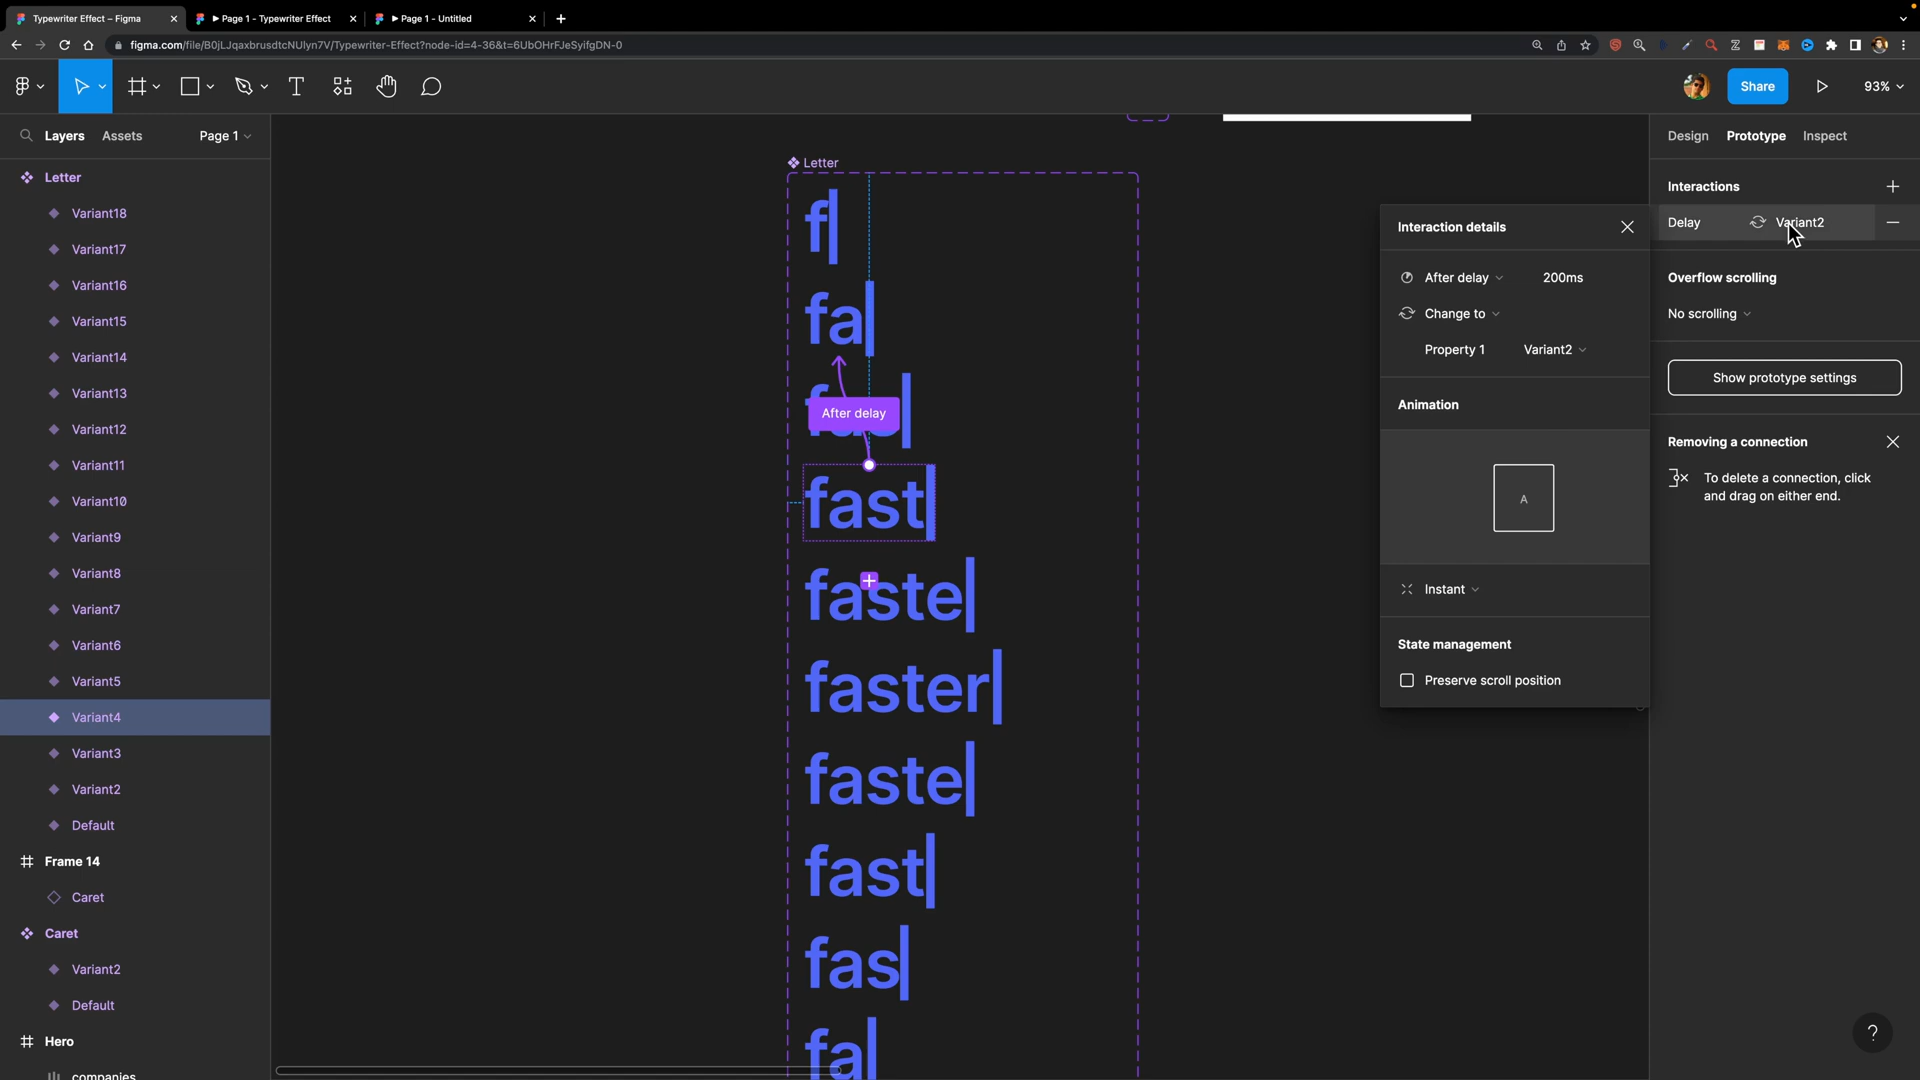 Typewriter Effect – Figma
Page 1 - Typewriter Effect
Page 1 - Untitled
figma.com/file/B0jLJqaxbrusdtcNUlyn7V/Typewriter-Effect?node-id=4-36&t=6UbOHrFJeSyifgDN-0
Share
93%
Layers
Assets
Page 1
Letter
Variant18
Variant17
Variant16
Variant15
Variant14
Variant13
Variant12
Variant11
Variant10
Variant9
Variant8
Variant7
Variant6
Variant5
Variant4
Variant3
Variant2
Default
Frame 14
Caret
Caret
Variant2
Default
Hero
companies
Letter
f
fa
After delay
fast
faste
faster
faste
fast
fas
fa
Interaction details
After delay
200ms
Change to
Property 1
Variant2
Animation
A
Instant
State management
Preserve scroll position
Design
Prototype
Inspect
Interactions
Delay
Variant2
Overflow scrolling
No scrolling
Show prototype settings
Removing a connection
To delete a connection, click
and drag on either end.
?